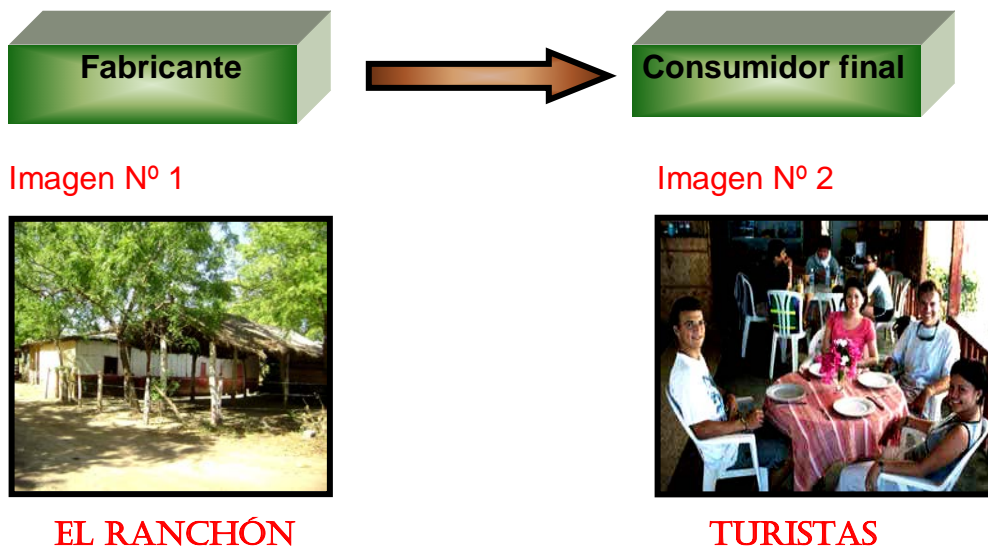 Fabricante
Consumidor final
Imagen Nº 1
Imagen Nº 2
EL RANCHÓN
TURISTAS